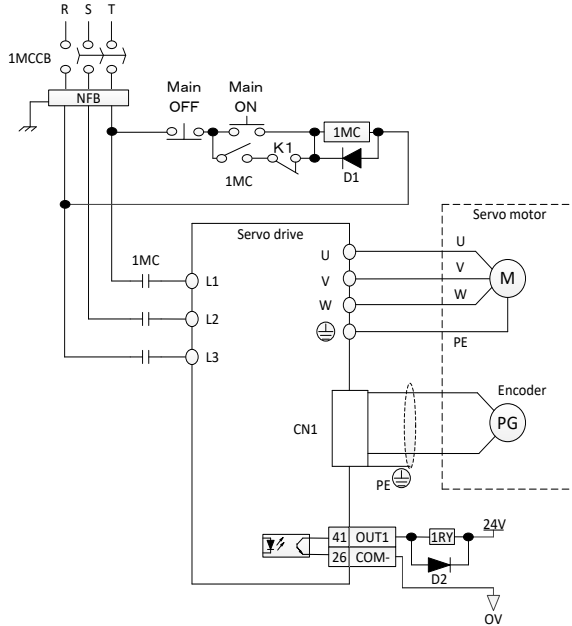 R S T
1MCCB
NFB
Main OFF
Main ON
1MC
K1
1MC
D1
Servo motor
Servo drive
1MC
U
U
V
V
W
W
M
L1
L2
L3
PE
Encoder
CN1
PG
PE
41 OUT1
1RY
24V
26 COM-
D2
0V